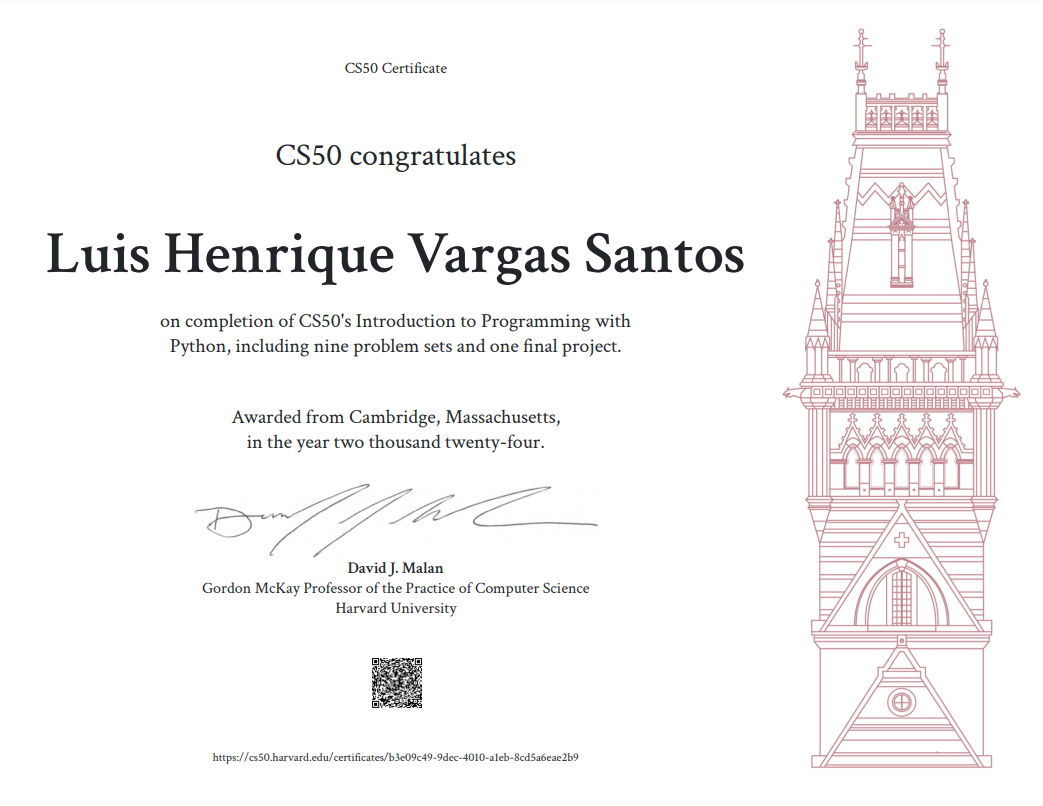 CS50 Certificate
CS50 congratulates
Luis Henrique Vargas Santos
on completion of CS50's Introduction to Programming with
Python, including nine problem sets and one final project.
Awarded from Cambridge, Massachusetts,
in the year two thousand twenty-four.
David J. Malan
Gordon McKay Professor of the Practice of Computer Science
Harvard University
https://cs50.harvard.edu/certificates/b3e09c49-9dec-4010-a1eb-8cd5a6eae2b9